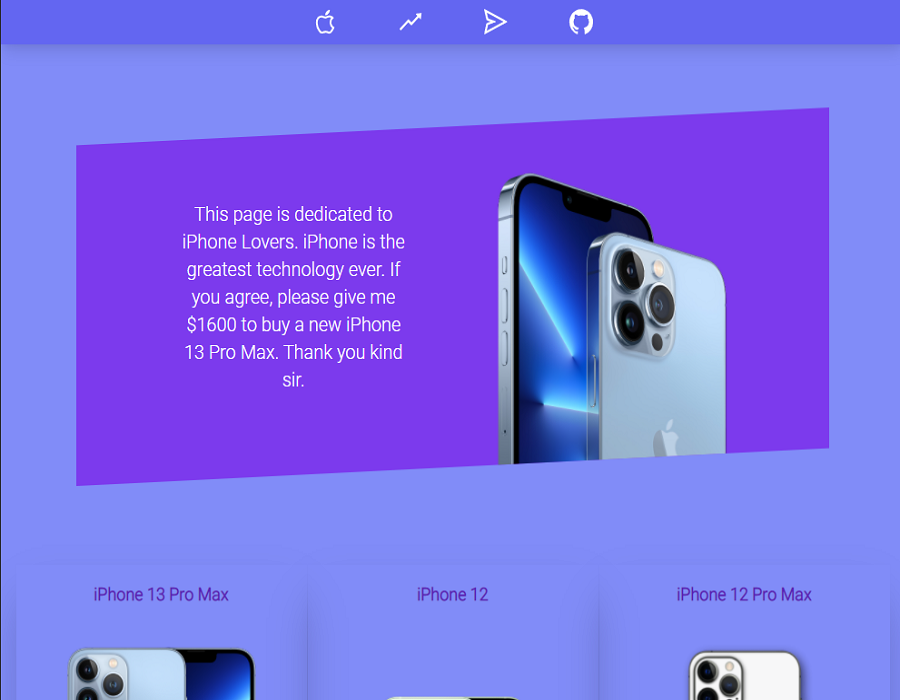 This page is dedicated to
iPhone Lovers. iPhone is the
greatest technology ever. If
you agree, please give me
$1600 to buy a new iPhone
13 Pro Max. Thank you kind
sir.
iPhone 13 Pro Max
iPhone 12
iPhone 12 Pro Max